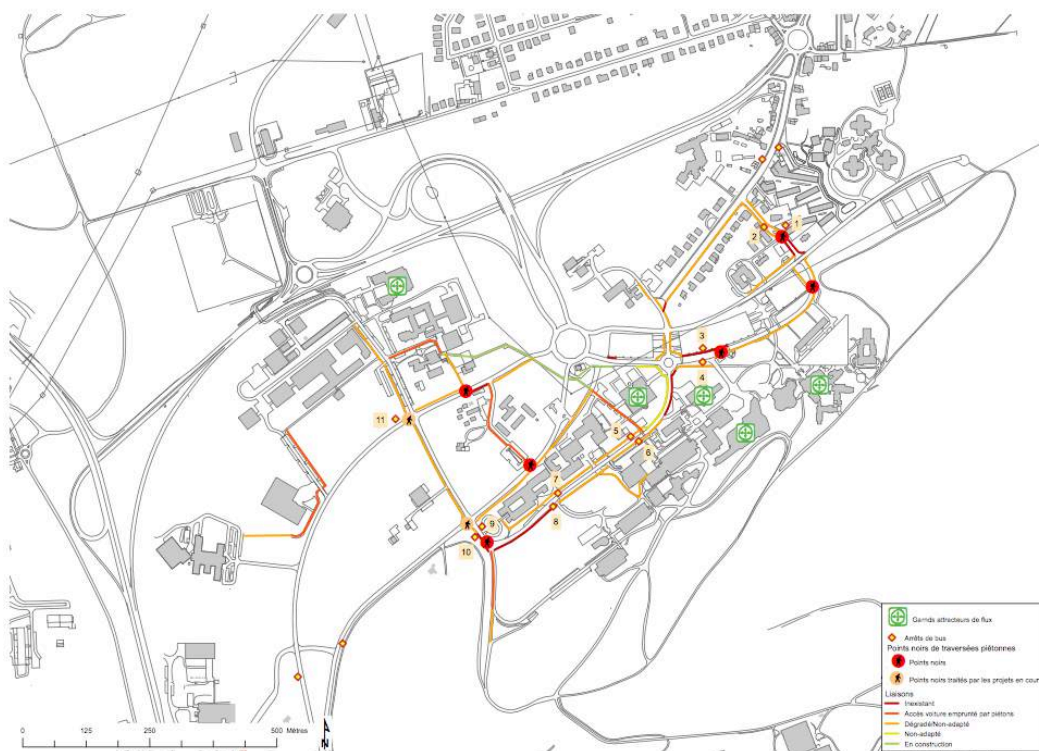 1
2
3
4
5
6
7
8
9
10
11
Garnds attracteurs de flux
Arrêts de bus
Points noirs de traversées piétonnes
Points noirs
Points noirs traités par les projets en cour
Liaisons
Inexistant
Accès voiture emprunté par piétons
Dégradé/Non-adapté
Non-adapté
En construction
0 125 250 500 Mètres